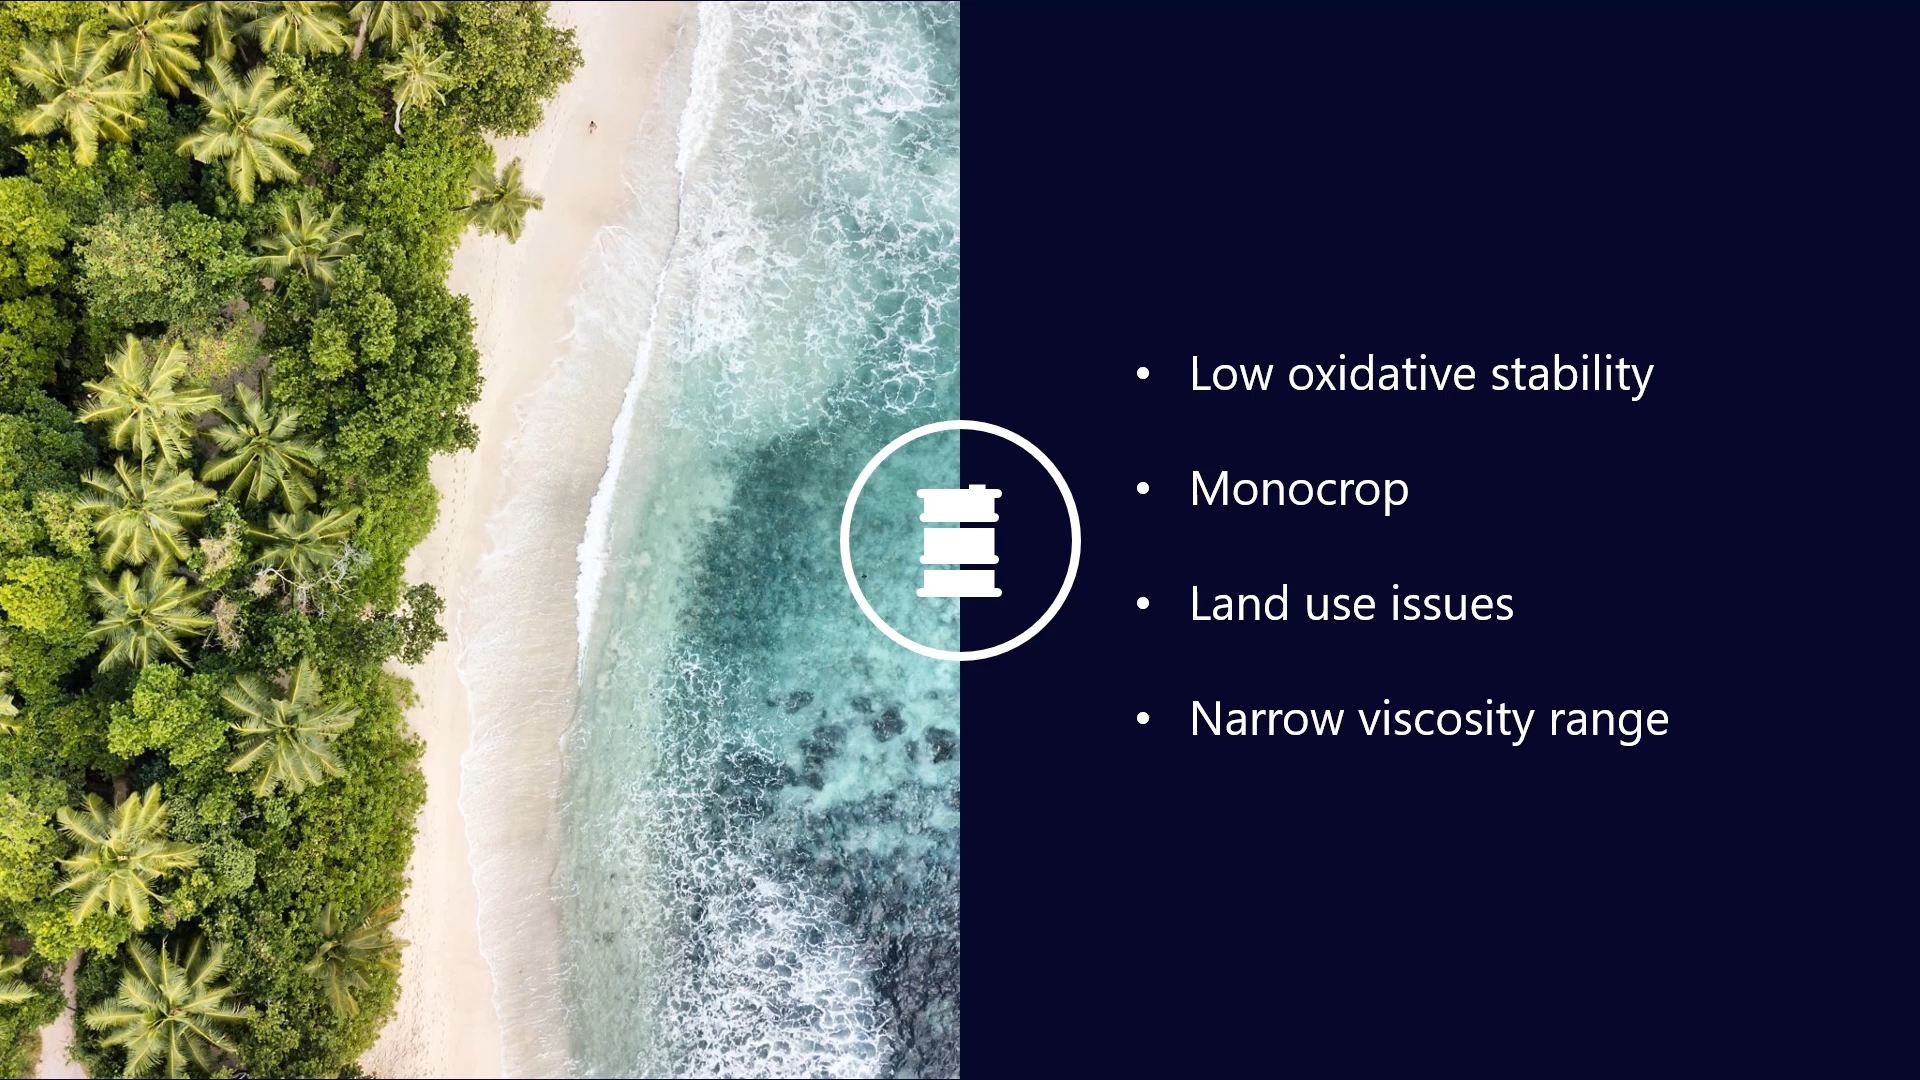 • Low oxidative stability
• Monocrop
• Land use issues
• Narrow viscosity range